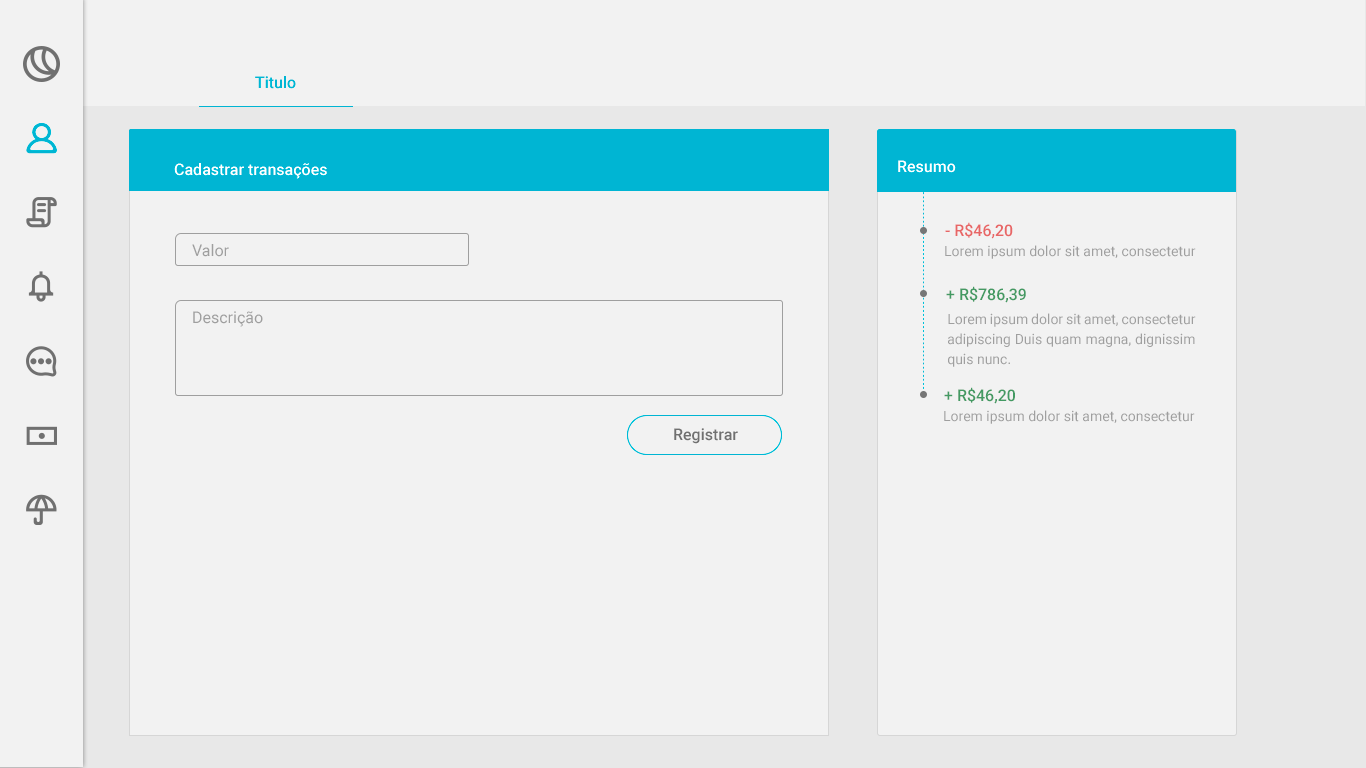 Titulo
Cadastrar transações
Valor
Descrição
Registrar
Resumo
- R$46,20
Lorem ipsum dolor sit amet, consectetur
+ R$786,39
Lorem ipsum dolor sit amet, consectetur
adipiscing Duis quam magna, dignissim
quis nunc.
+ R$46,20
Lorem ipsum dolor sit amet, consectetur